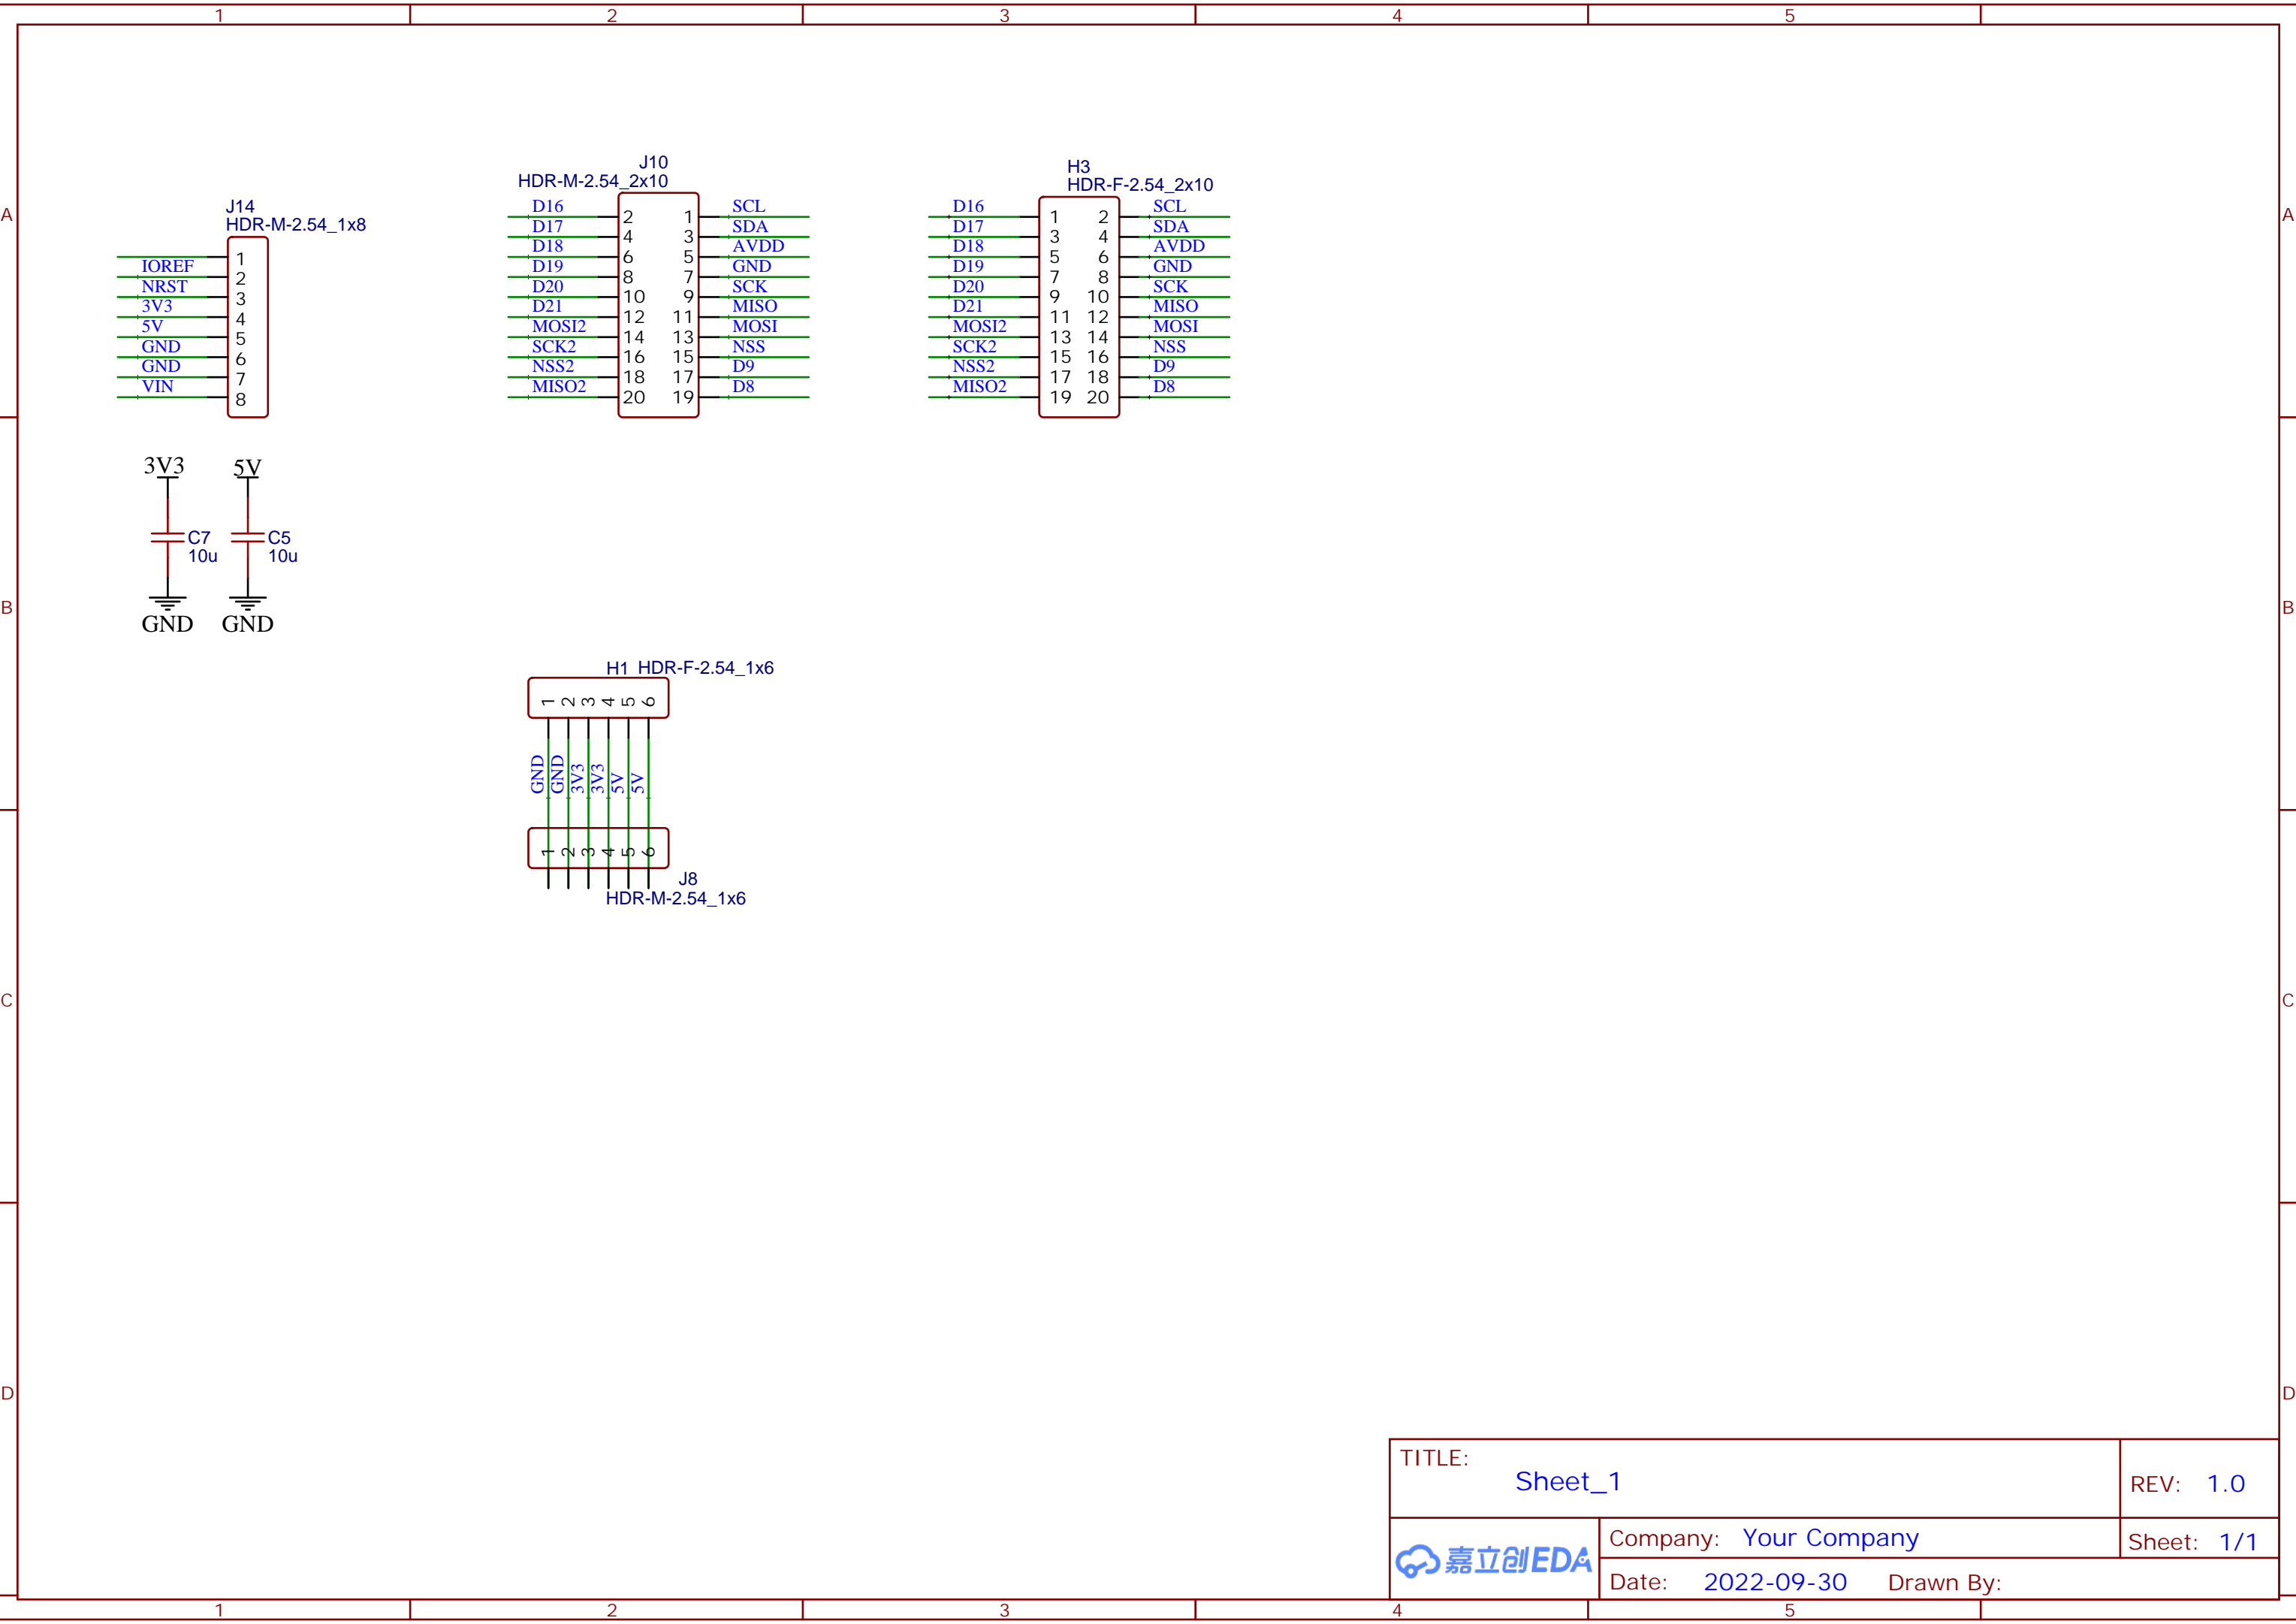 1 2 3 4 5
A A
J14
HDR-M-2.54_1x8
1
IOREF 2
NRST 3
3V3 4
5V 5
GND 6
GND 7
VIN 8
J10
HDR-M-2.54_2x10
D16 2 1 SCL
D17 4 3 SDA
D18 6 5 AVDD
D19 8 7 GND
D20 10 9 SCK
D21 12 11 MISO
MOSI2 14 13 MOSI
SCK2 16 15 NSS
NSS2 18 17 D9
MISO2 20 19 D8
H3
HDR-F-2.54_2x10
D16 1 2 SCL
D17 3 4 SDA
D18 5 6 AVDD
D19 7 8 GND
D20 9 10 SCK
D21 11 12 MISO
MOSI2 13 14 MOSI
SCK2 15 16 NSS
NSS2 17 18 D9
MISO2 19 20 D8
3V3 5V
C7 C5
10u 10u
GND GND
B B
H1 HDR-F-2.54_1x6
1 2 3 4 5 6
GND GND 3V3 3V3 5V 5V
1 2 3 4 5 6
J8
HDR-M-2.54_1x6
C C
D D
TITLE:
Sheet_1
REV: 1.0
嘉立创EDA
Company: Your Company
Sheet: 1/1
Date: 2022-09-30 Drawn By:
1 2 3 4 5